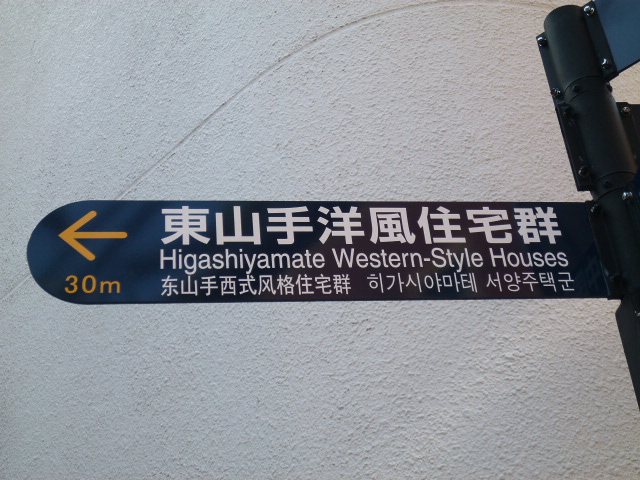 東山手洋風住宅群
Higashiyamate Western-Style Houses
东山手西式风格住宅群 히가시야마테 서양주택군
30m